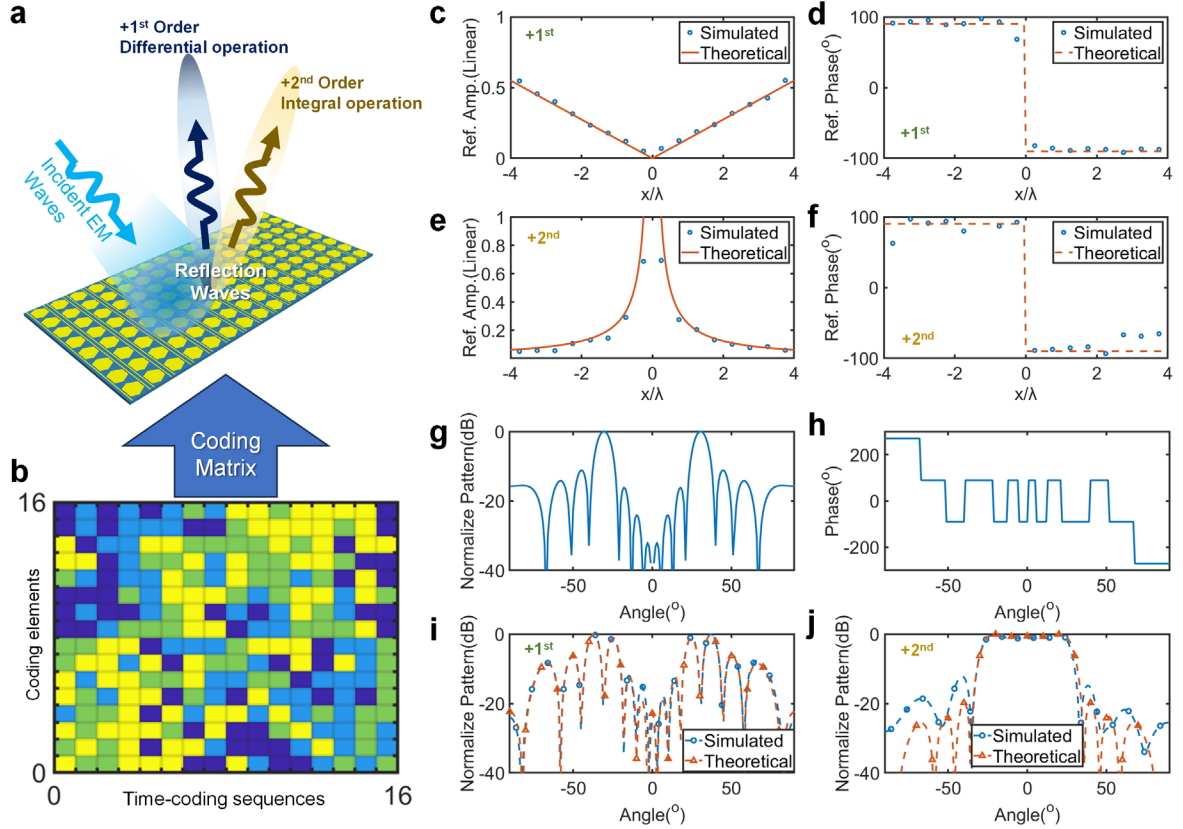 a
+1st Order
Differential operation
+2nd Order
Integral operation
Incident EM
Waves
Reflection
Waves
Coding
Matrix
b
16
Coding elements
0
0
Time-coding sequences
16
c
+1st
Simulated
Theoretical
Ref. Amp.(Linear)
1
0.5
0
-4
-2
0
2
4
x/λ
d
Simulated
Theoretical
Ref. Phase(o)
100
0
-100
+1st
-4
-2
0
2
4
x/λ
e
+2nd
Simulated
Theoretical
Ref. Amp.(Linear)
1
0.8
0.6
0.4
0.2
-4
-2
0
2
4
x/λ
f
Simulated
Theoretical
Ref. Phase(o)
100
0
-100
+2nd
-4
-2
0
2
4
x/λ
g
Normalize Pattern(dB)
0
-20
-40
-50
0
50
Angle(o)
h
Phase(o)
200
0
-200
-50
0
50
Angle(o)
i
+1st
Normalize Pattern(dB)
0
-20
-40
Simulated
Theoretical
-50
0
50
Angle(o)
j
+2nd
Normalize Pattern(dB)
0
-20
-40
Simulated
Theoretical
-50
0
50
Angle(o)